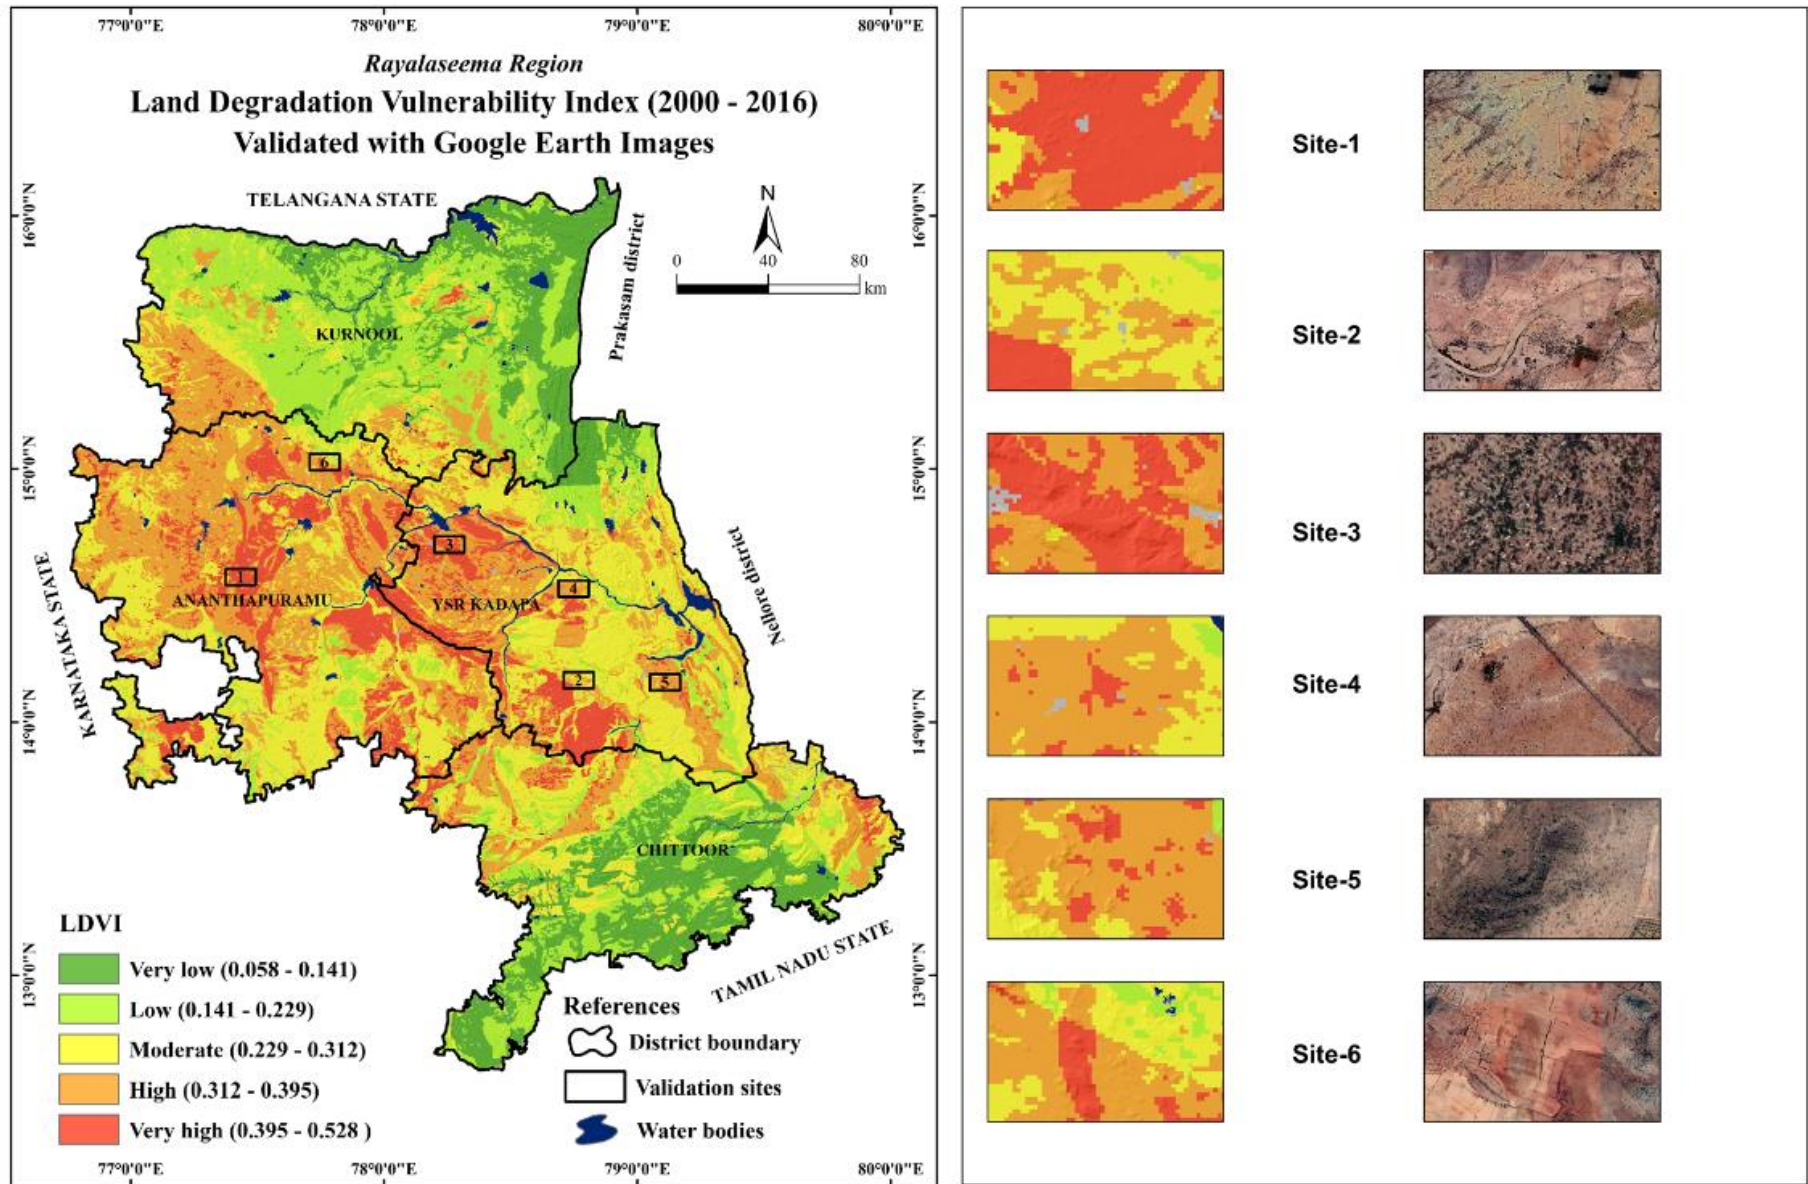 77°0'0"E 78°0'0"E 79°0'0"E 80°0'0"E
Rayalaseema Region
Land Degradation Vulnerability Index (2000 - 2016)
Validated with Google Earth Images
TELANGANA STATE
N
0 40 80
km
16°0'0"N
16°0'0"N
Prakasam district
KURNOOL
6
15°0'0"N
15°0'0"N
3
1
4
ANANTHAPURAMU
YSR KADAPA
Nellore district
KARNATAKA STATE
2
5
14°0'0"N
14°0'0"N
CHITTOOR
TAMIL NADU STATE
13°0'0"N
13°0'0"N
LDVI
Very low (0.058 - 0.141)
Low (0.141 - 0.229)
Moderate (0.229 - 0.312)
High (0.312 - 0.395)
Very high (0.395 - 0.528 )
References
District boundary
Validation sites
Water bodies
77°0'0"E 78°0'0"E 79°0'0"E 80°0'0"E
Site-1
Site-2
Site-3
Site-4
Site-5
Site-6